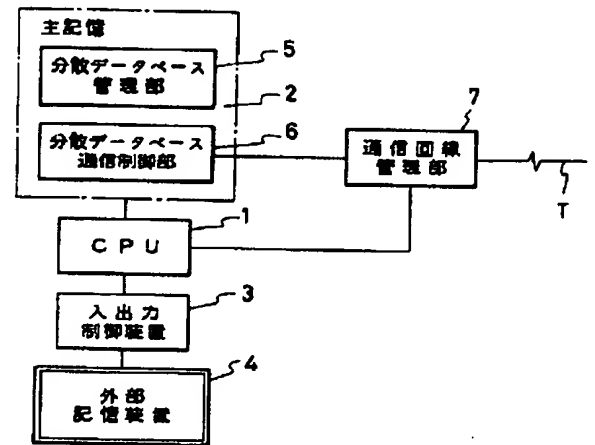 主記憶
分散データベース
管理部
5
2
分散データベース
通信制御部
6
7
通信回線
管理部
T
1
CPU
3
入出力
制御装置
4
外部
記憶装置